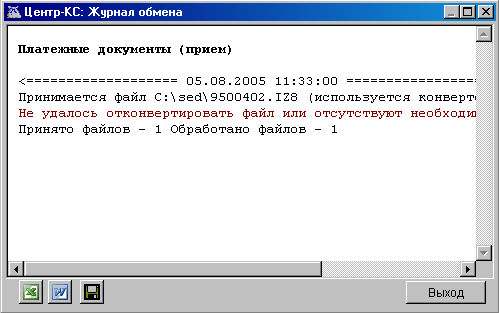 Центр-КС: Журнал обмена
Платежные документы (прием)
<=================== 05.08.2005 11:33:00 =================
Принимается файл C:\sed\9500402.IZ8 (используется конверт
Не удалось отконвертировать файл или отсутствуют необходи
Принято файлов - 1 Обработано файлов - 1
Выход